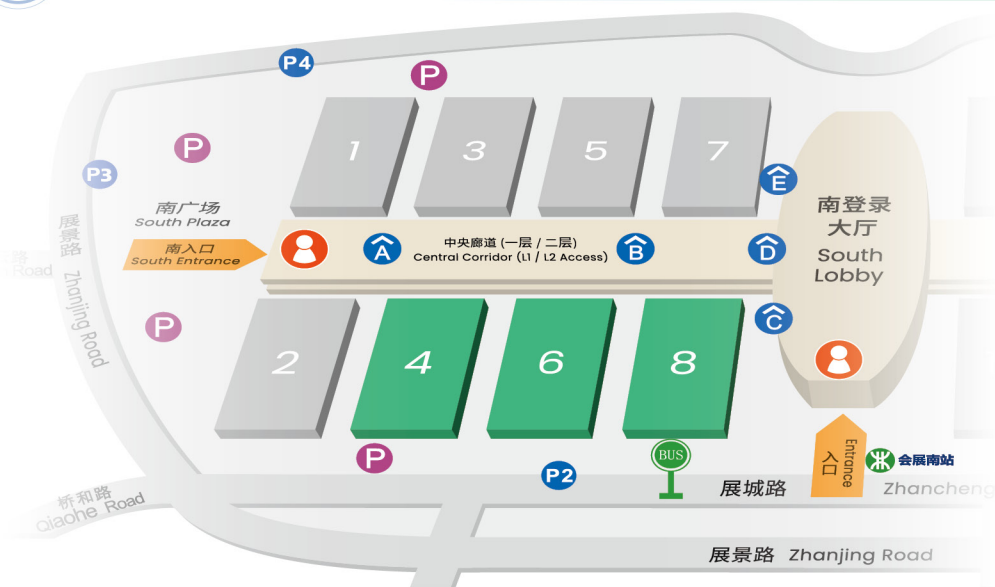 P4
P
1
3
5
7
P
P3
E
南广场
South Plaza
南登录
大厅
South
Lobby
展景路 Zhanjing Road
路
Road
南入口
South Entrance
A
中央廊道 (一层 / 二层)
Central Corridor (L1 / L2 Access)
B
D
C
P
2
4
6
8
P
BUS
P2
入口
Entrance
会展南站
展城路
Zhancheng
桥和路
Qiaohe Road
展景路 Zhanjing Road